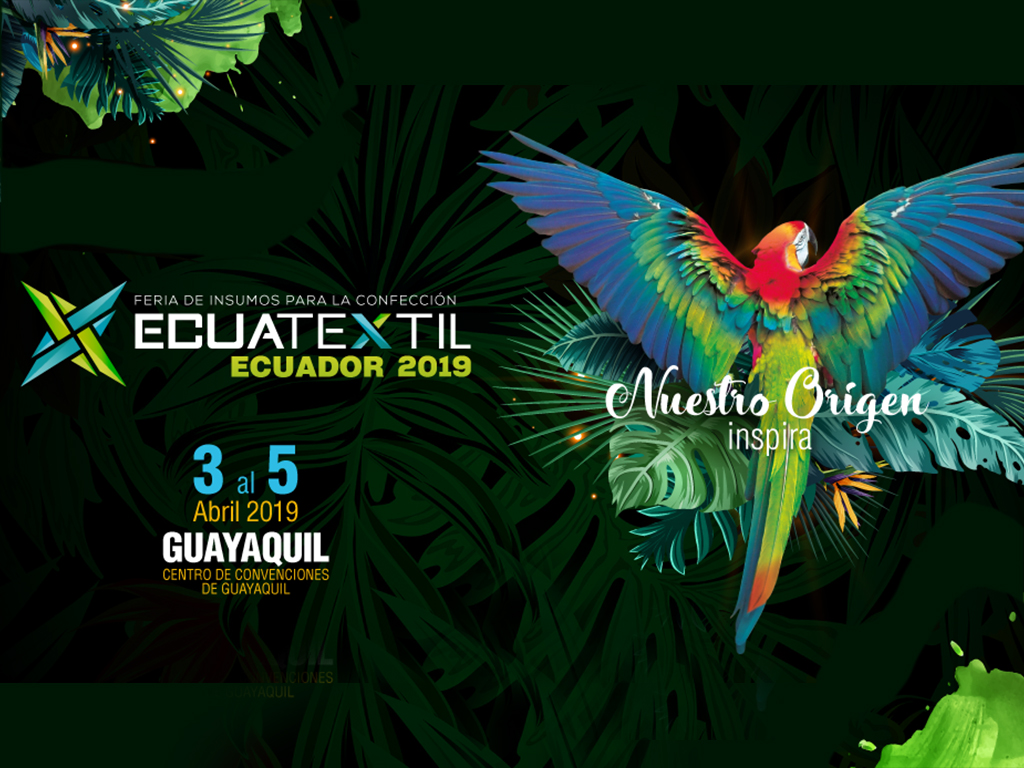 FERIA DE INSUMOS PARA LA CONFECCIÓN
ECUATEXTIL
ECUADOR 2019
3 al 5
Abril 2019
GUAYAQUIL
CENTRO DE CONVENCIONES
DE GUAYAQUIL
Nuestro Origen
inspira